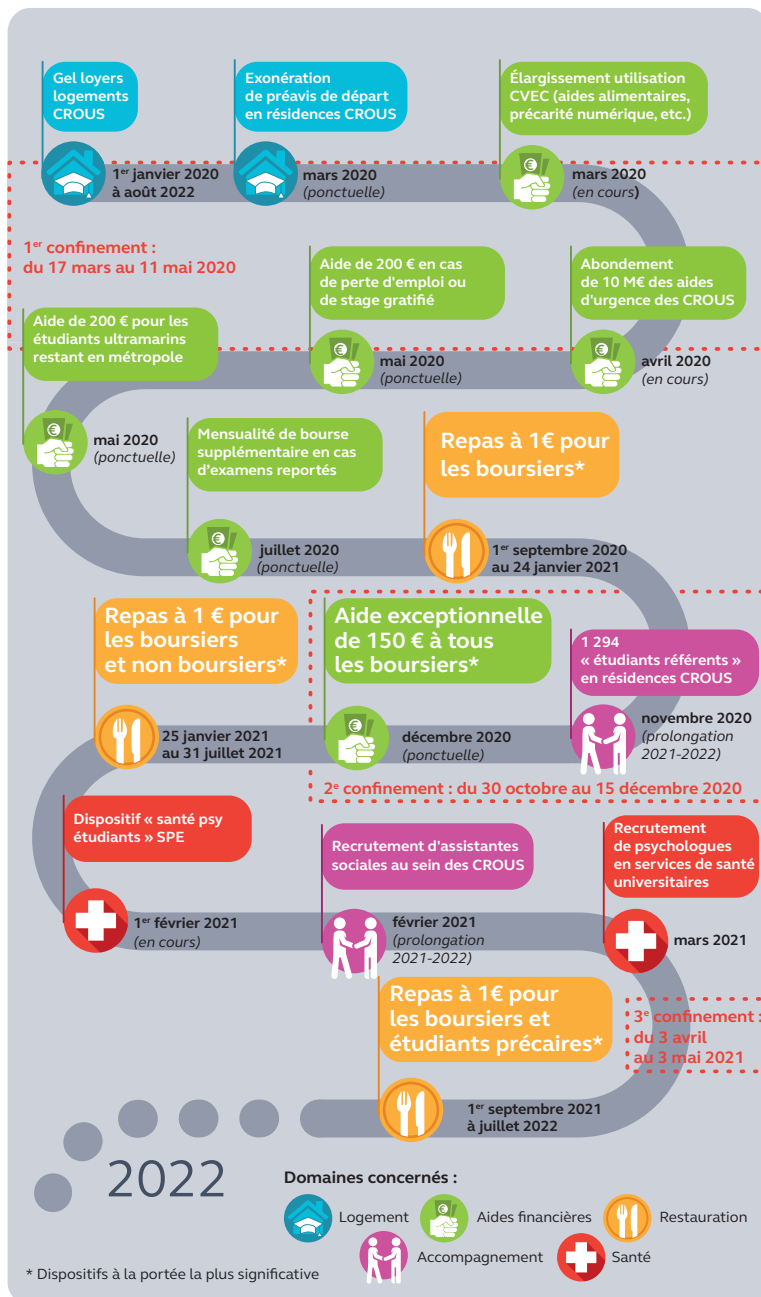 Gel loyers
logements
CROUS
1er janvier 2020
à août 2022
Exonération
de préavis de départ
en résidences CROUS
mars 2020
(ponctuelle)
Élargissement utilisation
CVEC (aides alimentaires,
précarité numérique, etc.)
mars 2020
(en cours)
1er confinement :
du 17 mars au 11 mai 2020
Abondement
de 10 M€ des aides
d'urgence des CROUS
avril 2020
(en cours)
Aide de 200 € en cas
de perte d'emploi ou
de stage gratifié
mai 2020
(ponctuelle)
Aide de 200 € pour les
étudiants ultramarins
restant en métropole
mai 2020
(ponctuelle)
Mensualité de bourse
supplémentaire en cas
d'examens reportés
juillet 2020
(ponctuelle)
Repas à 1€ pour
les boursiers*
1er septembre 2020
au 24 janvier 2021
1 294
« étudiants référents »
en résidences CROUS
novembre 2020
(prolongation
2021-2022)
Aide exceptionnelle
de 150 € à tous
les boursiers*
décembre 2020
(ponctuelle)
2e confinement : du 30 octobre au 15 décembre 2020
Repas à 1 € pour
les boursiers
et non boursiers*
25 janvier 2021
au 31 juillet 2021
Dispositif « santé psy
étudiants » SPE
1er février 2021
(en cours)
Recrutement d'assistantes
sociales au sein des CROUS
février 2021
(prolongation
2021-2022)
Recrutement
de psychologues
en services de santé
universitaires
mars 2021
3e confinement :
du 3 avril
au 3 mai 2021
Repas à 1€ pour
les boursiers et
étudiants précaires*
1er septembre 2021
à juillet 2022
2022
Domaines concernés :
Logement
Aides financières
Restauration
Accompagnement
Santé
* Dispositifs à la portée la plus significative